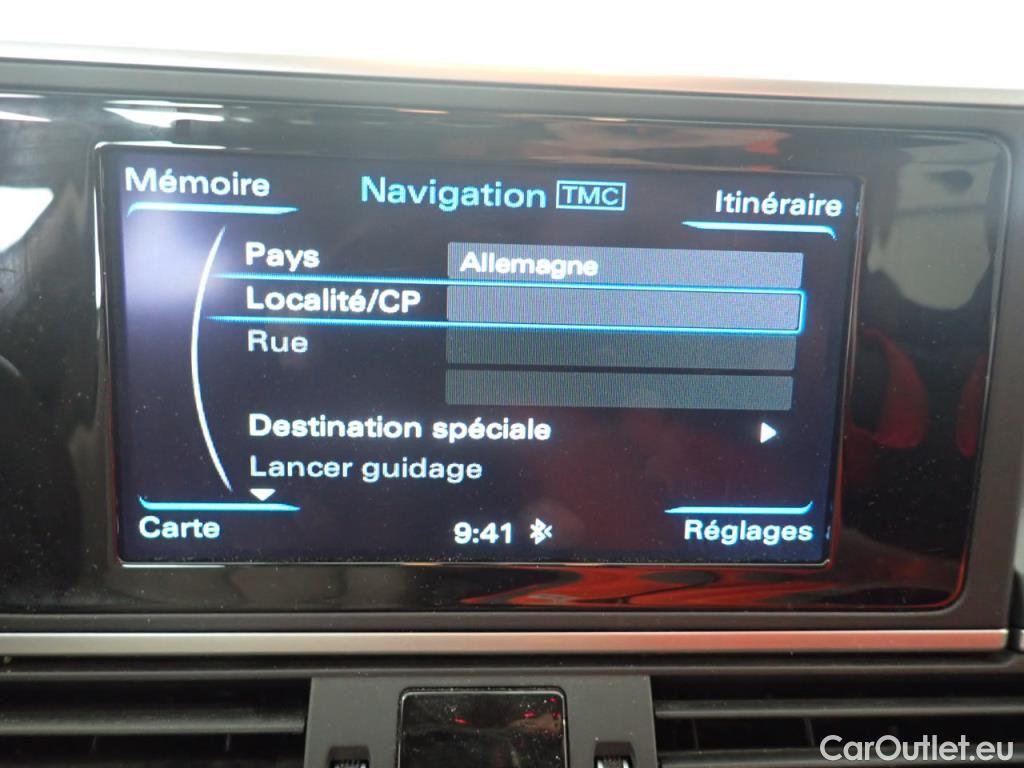 Mémoire Navigation TMC Itinéraire
Pays Allemagne
Localité/CP
Rue
Destination spéciale
Lancer guidage
Carte 9:41 Réglages
CarOutlet.eu